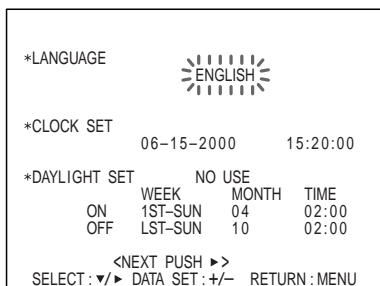 *LANGUAGE
ENGLISH
*CLOCK SET
06–15–2000 15:20:00
*DAYLIGHT SET NO USE
WEEK MONTH TIME
ON 1ST–SUN 04 02:00
OFF LST–SUN 10 02:00
<NEXT PUSH ►>
SELECT : ▼/► DATA SET : +/– RETURN : MENU